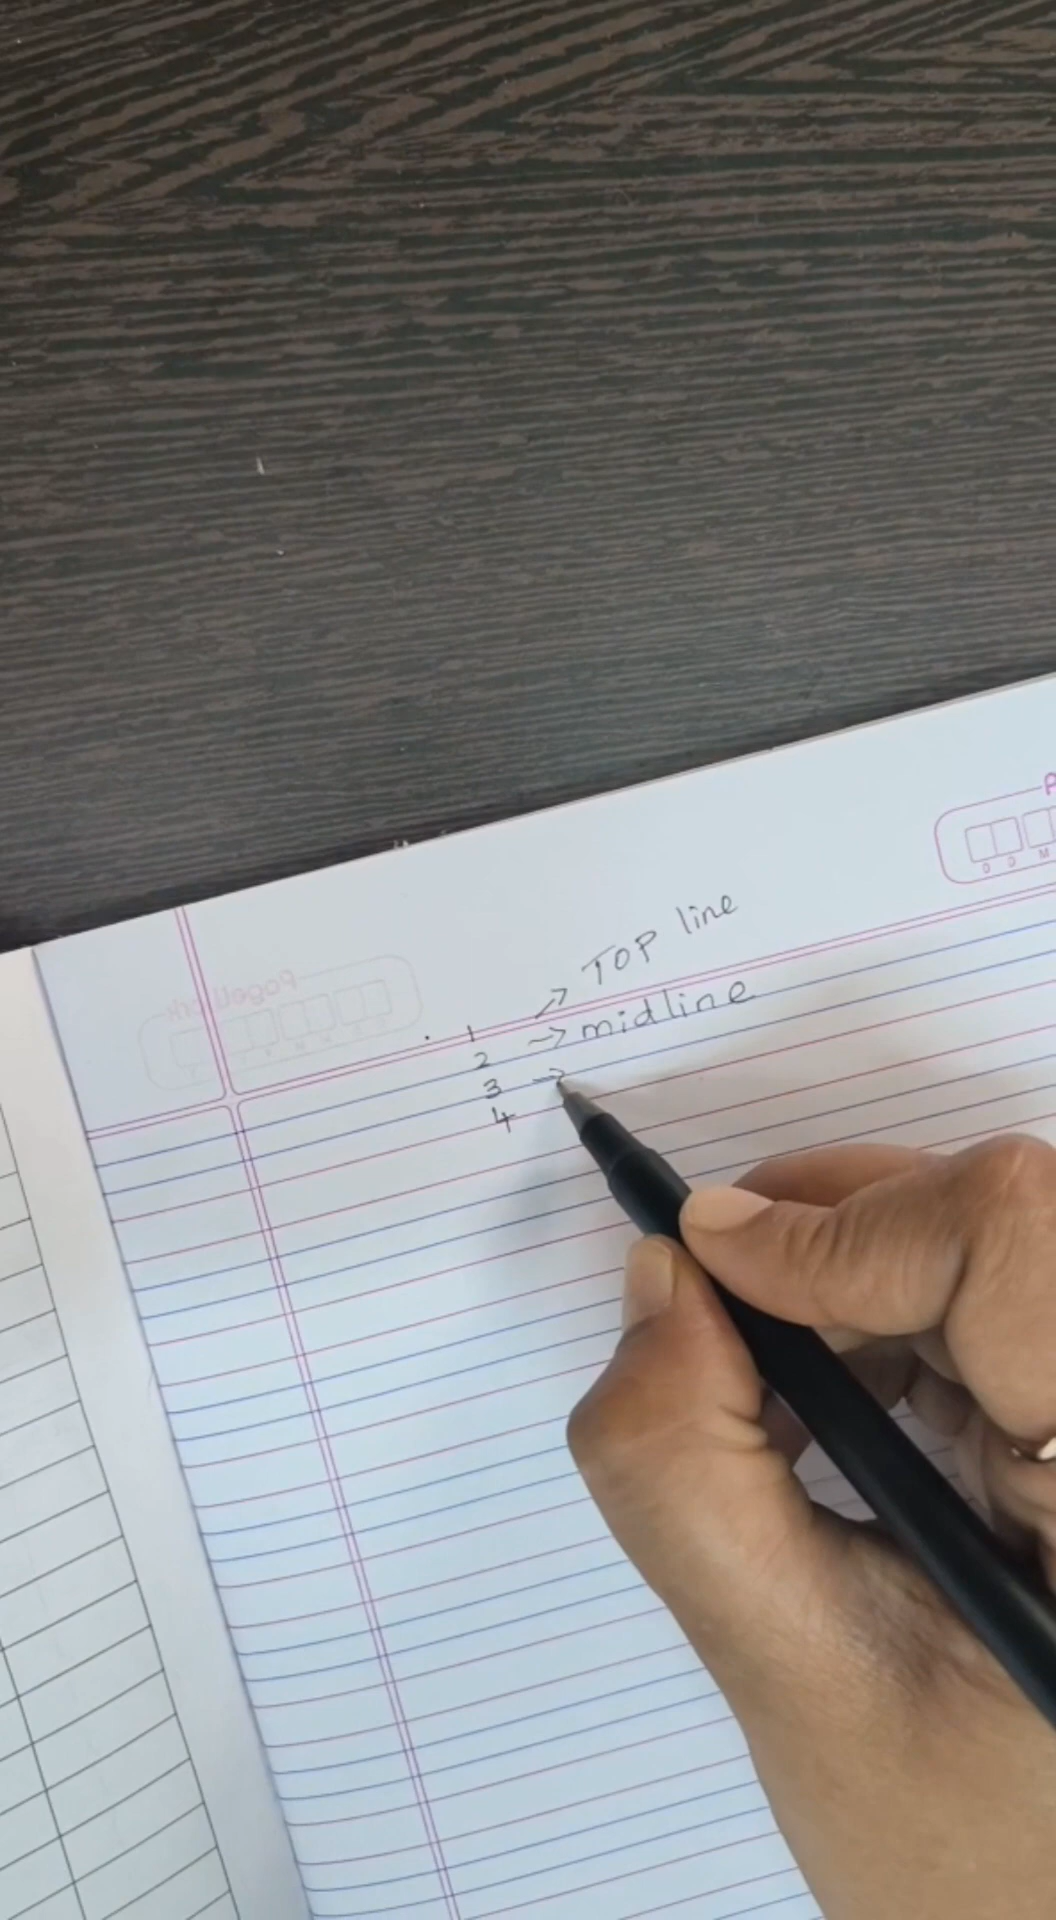 1 → TOP line
2 → midline
3 →
4
D D M